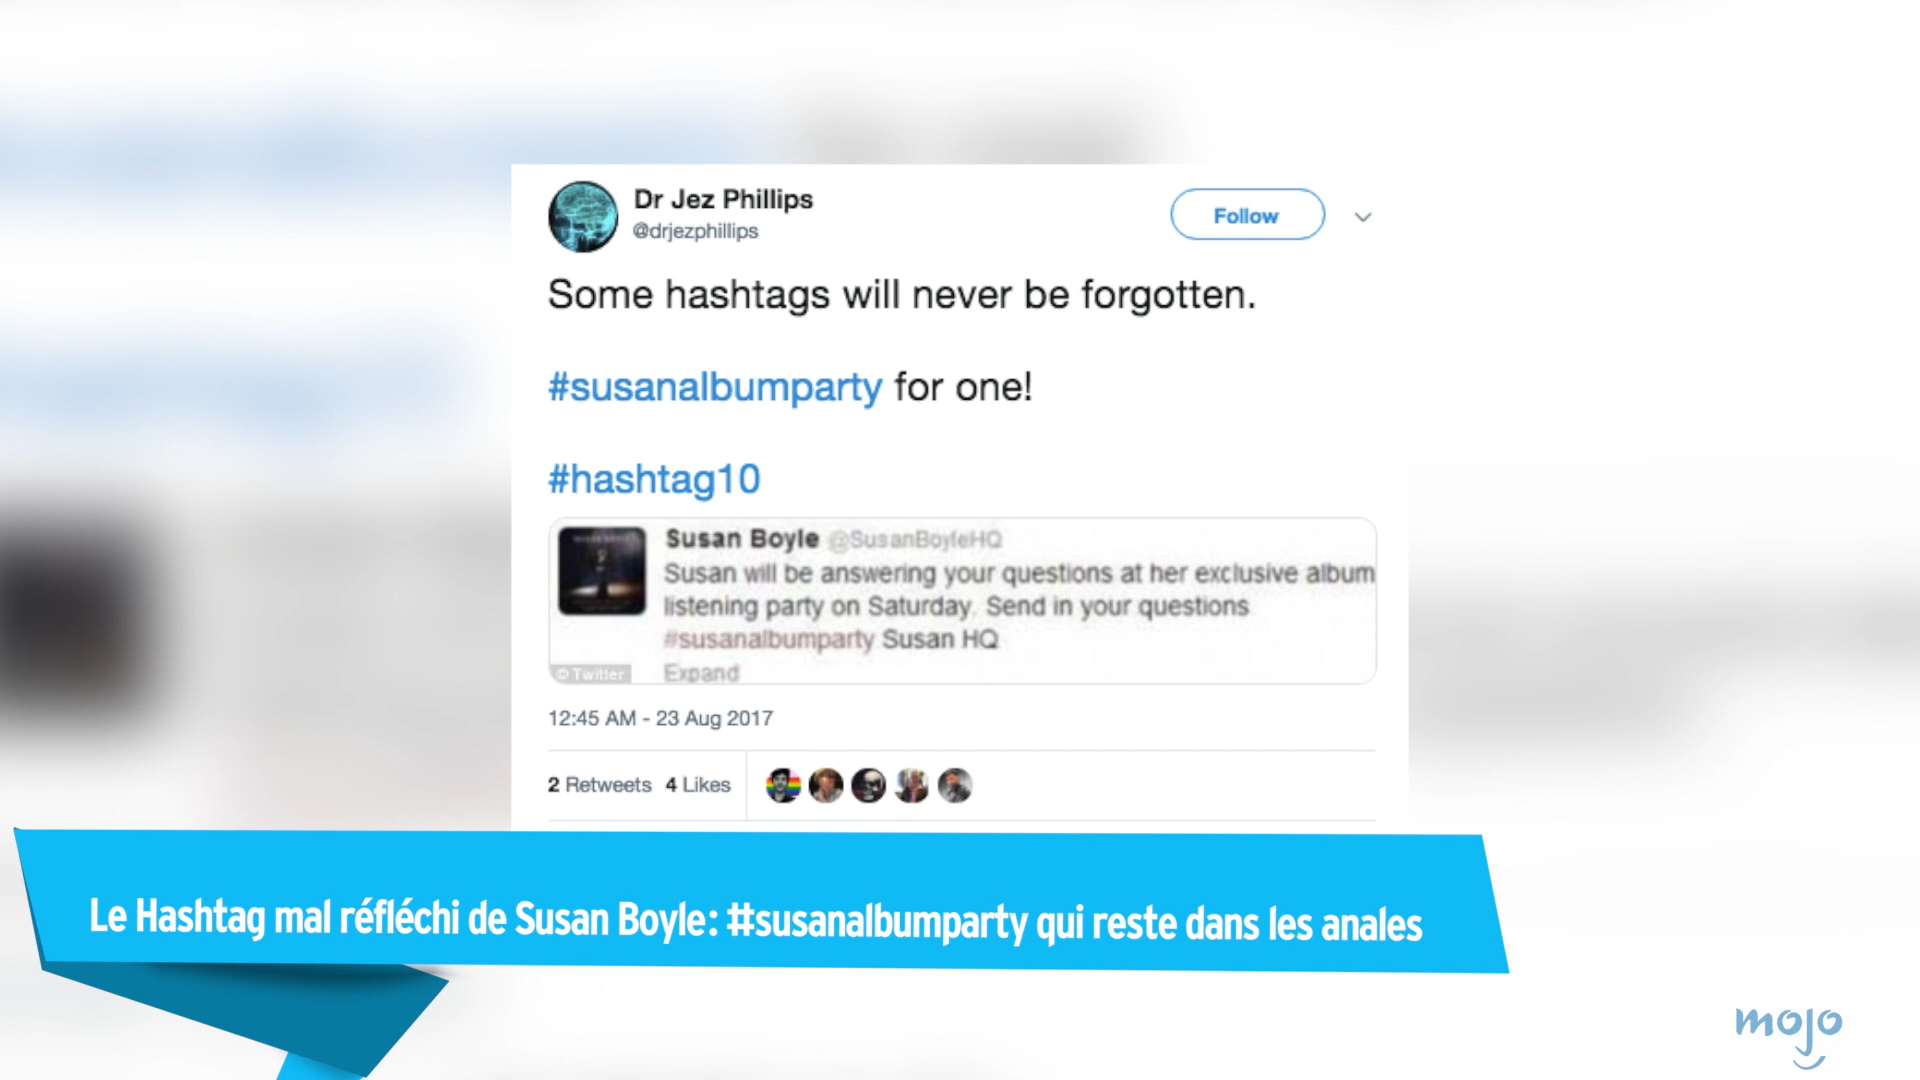 Dr Jez Phillips
@drjezphillips
Follow
Some hashtags will never be forgotten.
#susanalbumparty for one!
#hashtag10
Susan Boyle @SusanBoyleHQ
Susan will be answering your questions at her exclusive album
listening party on Saturday. Send in your questions
#susanalbumparty Susan HQ
Expand
© Twitter
12:45 AM - 23 Aug 2017
2 Retweets 4 Likes
Le Hashtag mal réfléchi de Susan Boyle: #susanalbumparty qui reste dans les anales
mojo